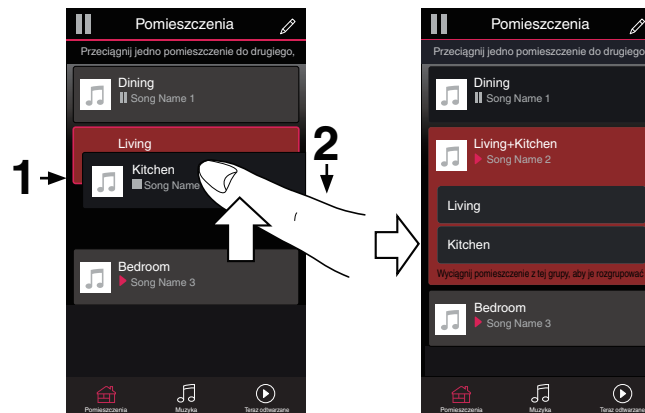 Pomieszczenia
Przeciągnij jedno pomieszczenie do drugiego,
Dining
Song Name 1
Living
Kitchen
Song Name
Bedroom
Song Name 3
Pomieszczenia
Muzyka
Teraz odtwarzane
1
2
Pomieszczenia
Przeciągnij jedno pomieszczenie do drugiego
Dining
Song Name 1
Living+Kitchen
Song Name 2
Living
Kitchen
Wyciągnij pomieszczenie z tej grupy, aby je rozgrupować
Bedroom
Song Name 3
Pomieszczenia
Muzyka
Teraz odtwarzane